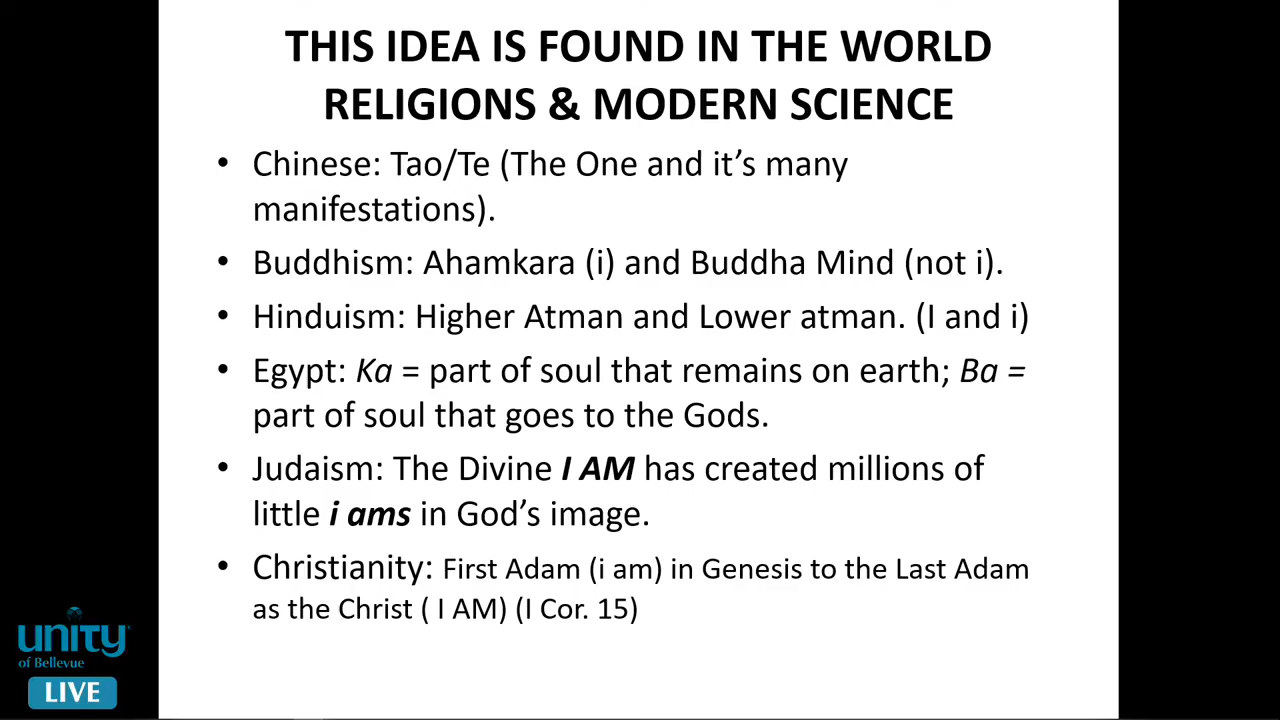 THIS IDEA IS FOUND IN THE WORLD
RELIGIONS & MODERN SCIENCE
• Chinese: Tao/Te (The One and it’s many
manifestations).
• Buddhism: Ahamkara (i) and Buddha Mind (not i).
• Hinduism: Higher Atman and Lower atman. (I and i)
• Egypt: Ka = part of soul that remains on earth; Ba =
part of soul that goes to the Gods.
• Judaism: The Divine I AM has created millions of
little i ams in God’s image.
• Christianity: First Adam (i am) in Genesis to the Last Adam
as the Christ ( I AM) (I Cor. 15)
unity
of Bellevue
LIVE